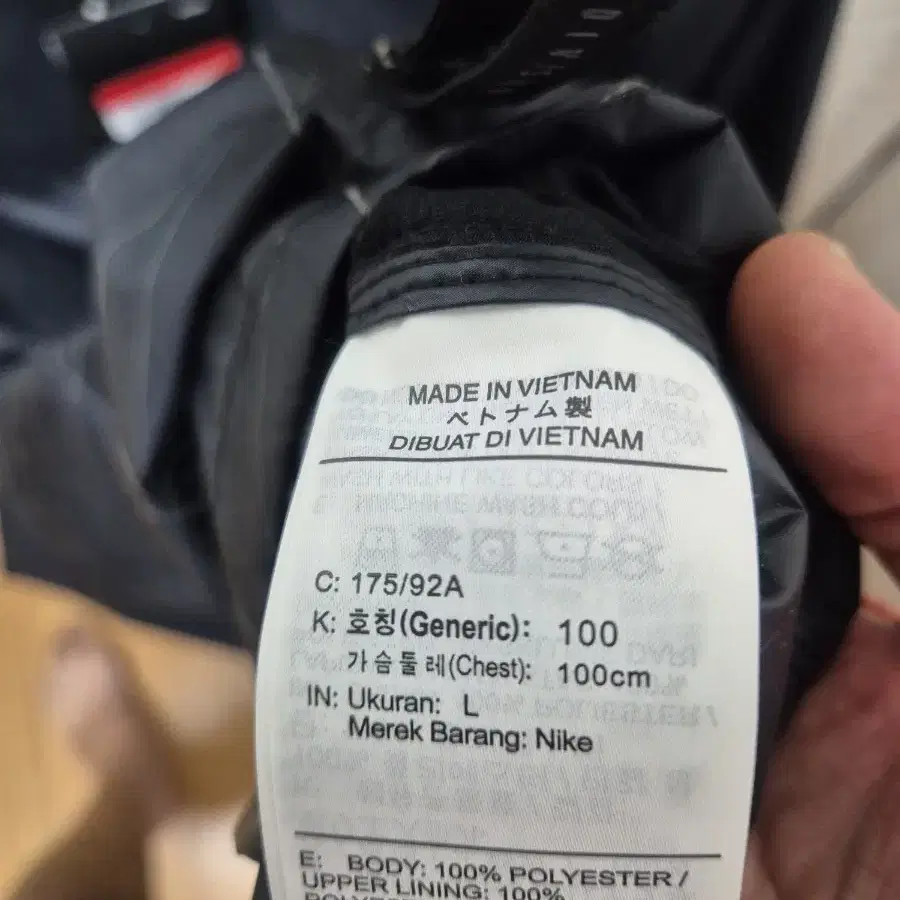 MADE IN VIETNAM
ベトナム製
DIBUAT DI VIETNAM
C: 175/92A
K: 호칭(Generic): 100
가슴둘레(Chest): 100cm
IN: Ukuran: L
Merek Barang: Nike
E: BODY: 100% POLYESTER /
UPPER LINING: 100%